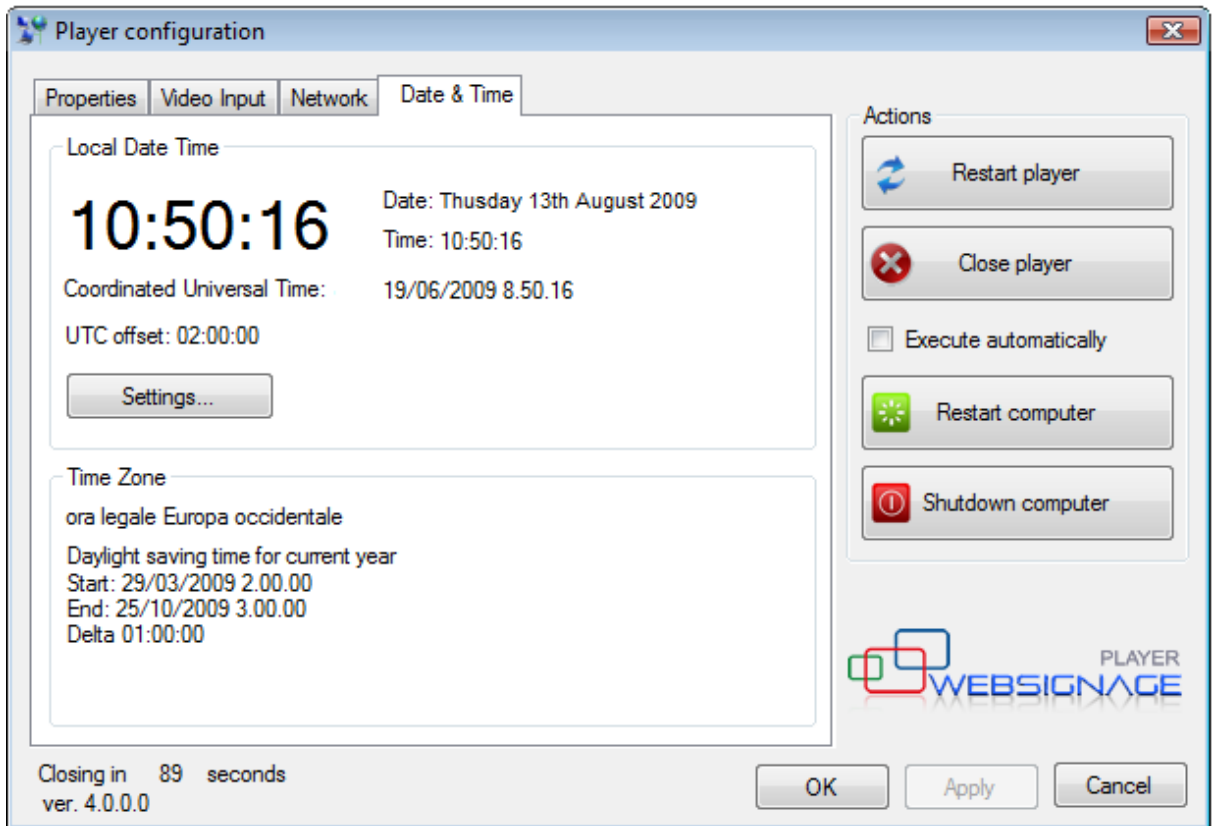 Player configuration
Properties
Video Input
Network
Date & Time
Local Date Time
10:50:16
Date: Thusday 13th August 2009
Time: 10:50:16
Coordinated Universal Time:
19/06/2009 8.50.16
UTC offset: 02:00:00
Settings...
Time Zone
ora legale Europa occidentale
Daylight saving time for current year
Start: 29/03/2009 2.00.00
End: 25/10/2009 3.00.00
Delta 01:00:00
Actions
Restart player
Close player
Execute automatically
Restart computer
Shutdown computer
PLAYER
WEBSIGNAGE
Closing in 89 seconds
ver. 4.0.0.0
OK
Apply
Cancel